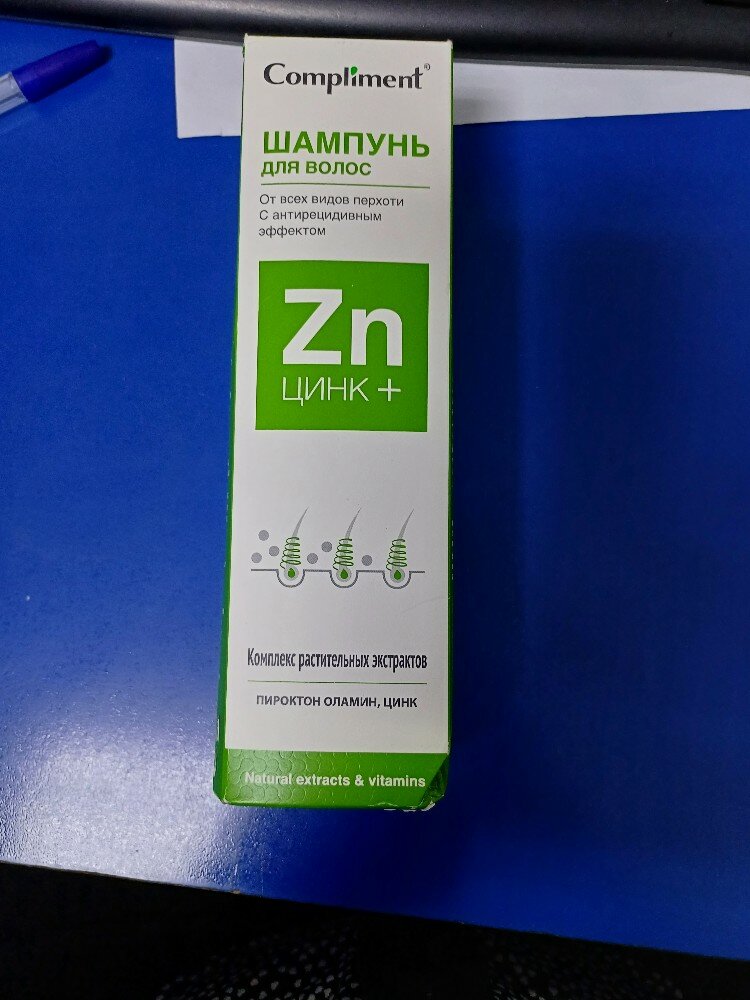 Compliment®
ШАМПУНЬ
ДЛЯ ВОЛОС
От всех видов перхоти
С антирецидивным
эффектом
Zn
ЦИНК +
Комплекс растительных экстрактов
ПИРОКТОН ОЛАМИН, ЦИНК
Natural extracts & vitamins